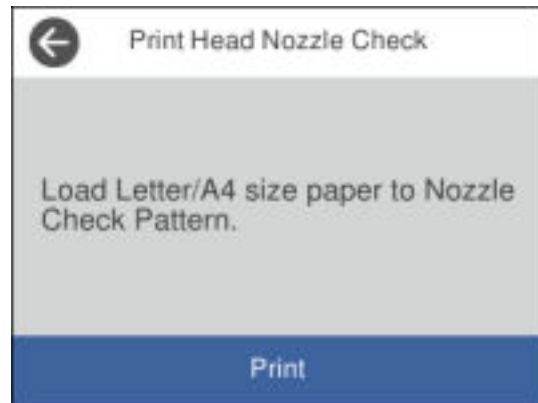 Print Head Nozzle Check
Load Letter/A4 size paper to Nozzle
Check Pattern.
Print